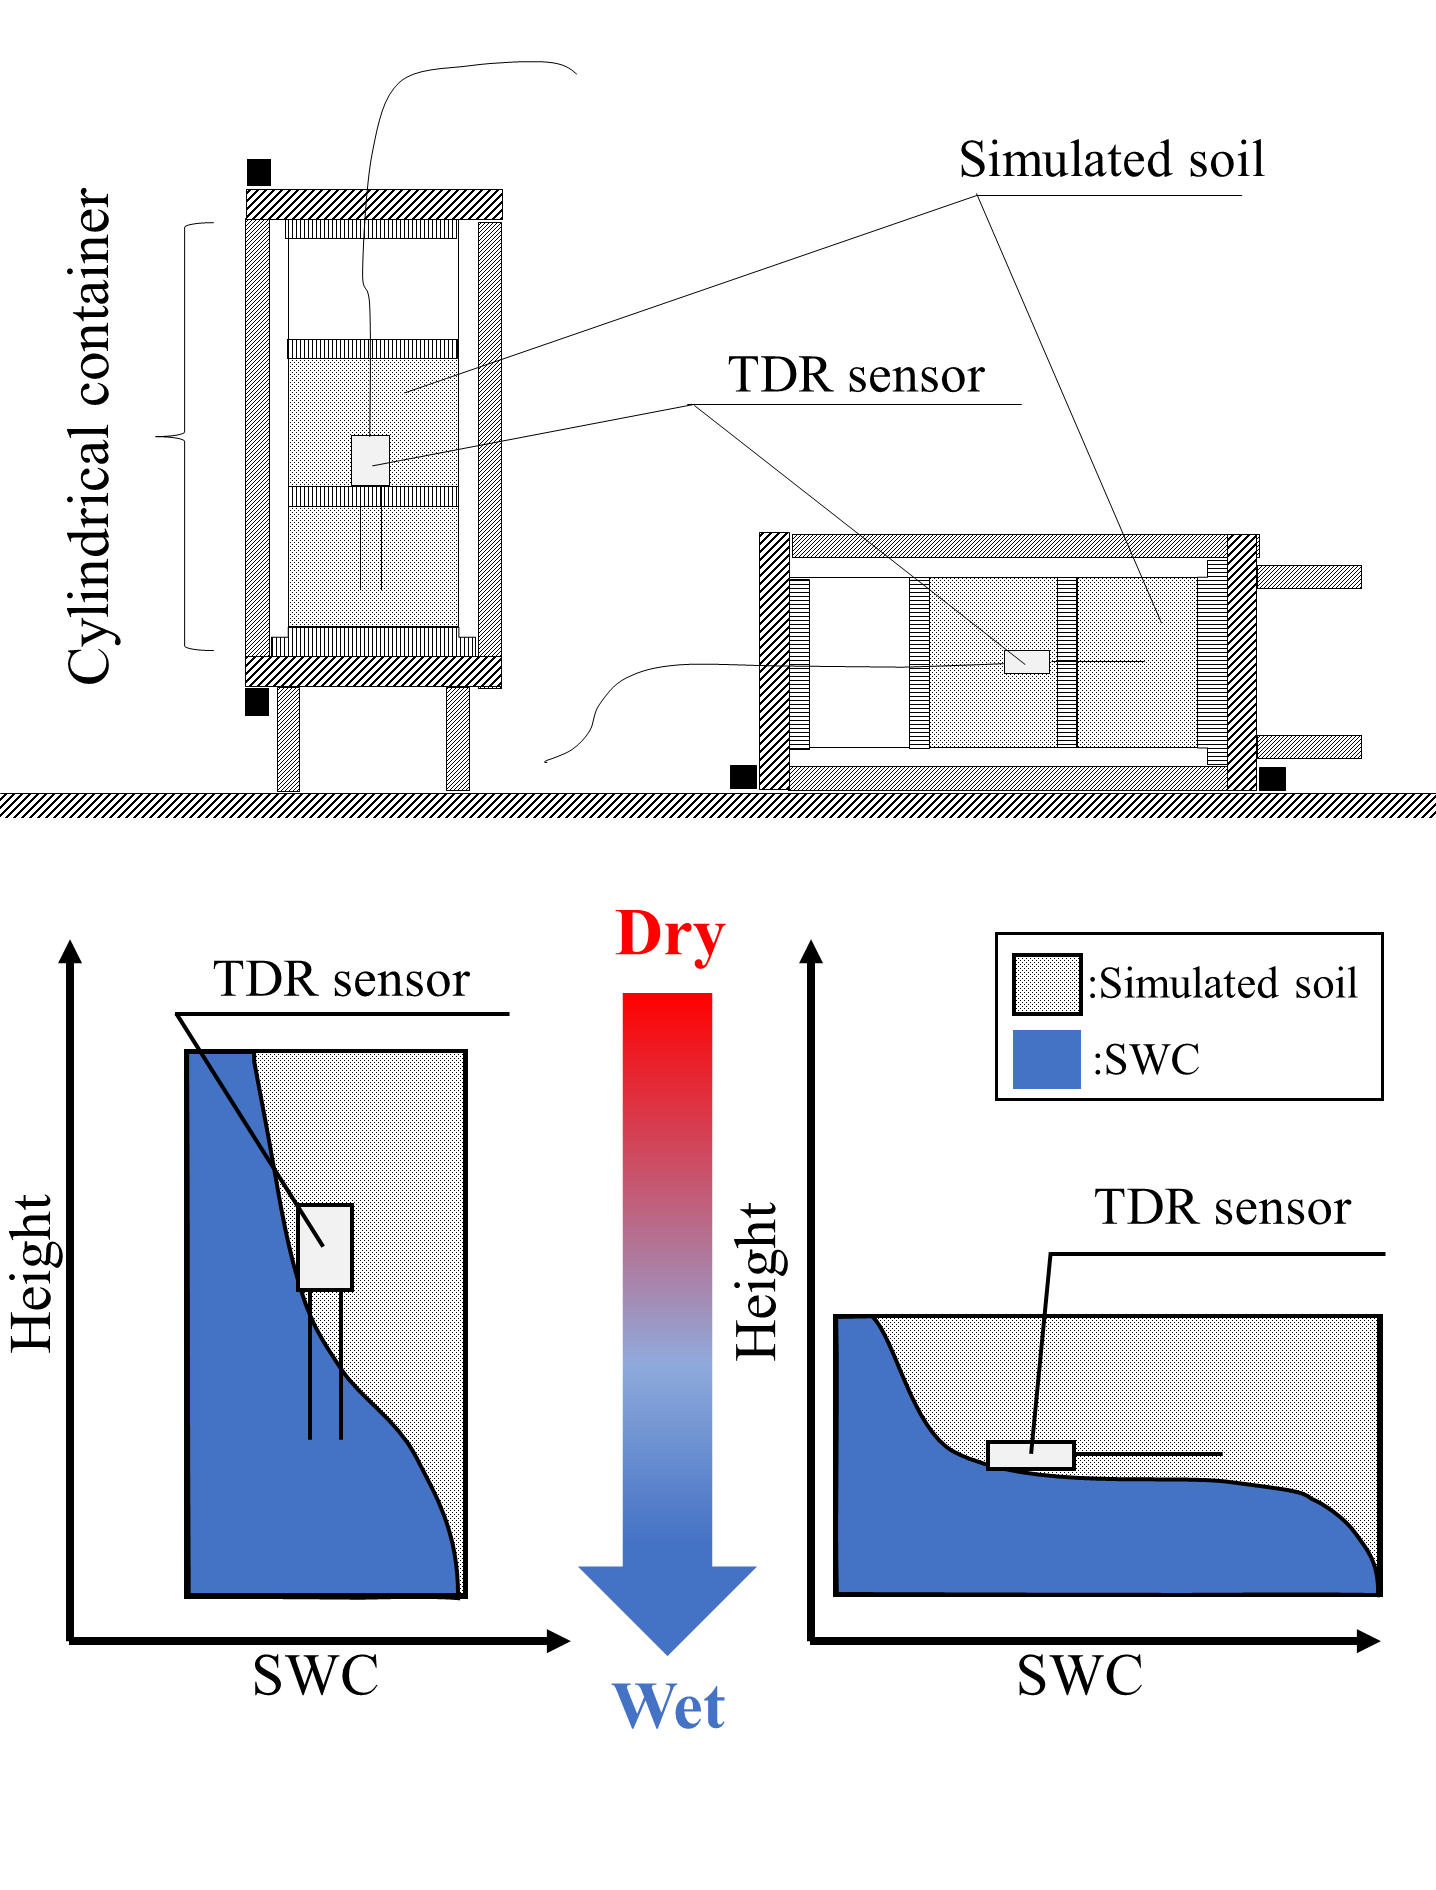 Simulated soil
Cylindrical container
TDR sensor
Dry
TDR sensor
:Simulated soil
:SWC
TDR sensor
Height
Height
SWC
SWC
Wet